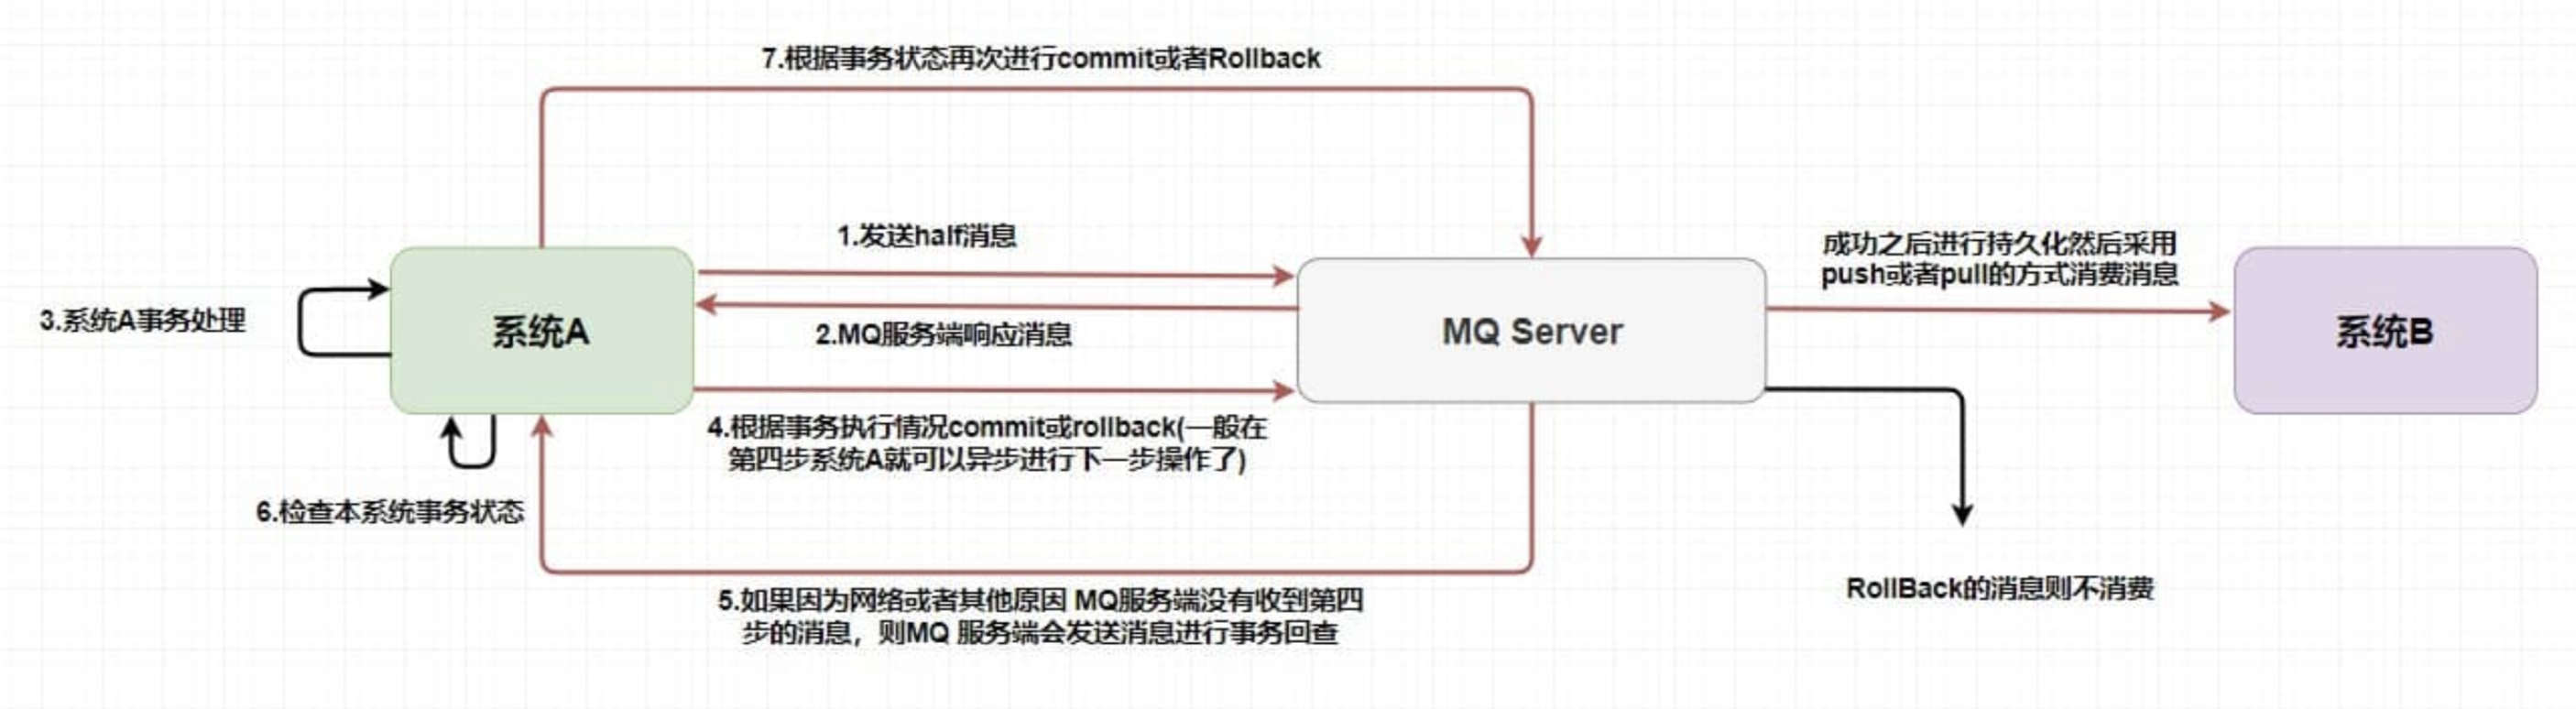 7.根据事务状态再次进行commit或者Rollback
1.发送half消息
成功之后进行持久化然后采用
push或者pull的方式消费消息
3.系统A事务处理
系统A
2.MQ服务端响应消息
MQ Server
系统B
4.根据事务执行情况commit或rollback(一般在
第四步系统A就可以异步进行下一步操作了)
6.检查本系统事务状态
5.如果因为网络或者其他原因 MQ服务端没有收到第四
步的消息，则MQ 服务端会发送消息进行事务回查
RollBack的消息则不消费